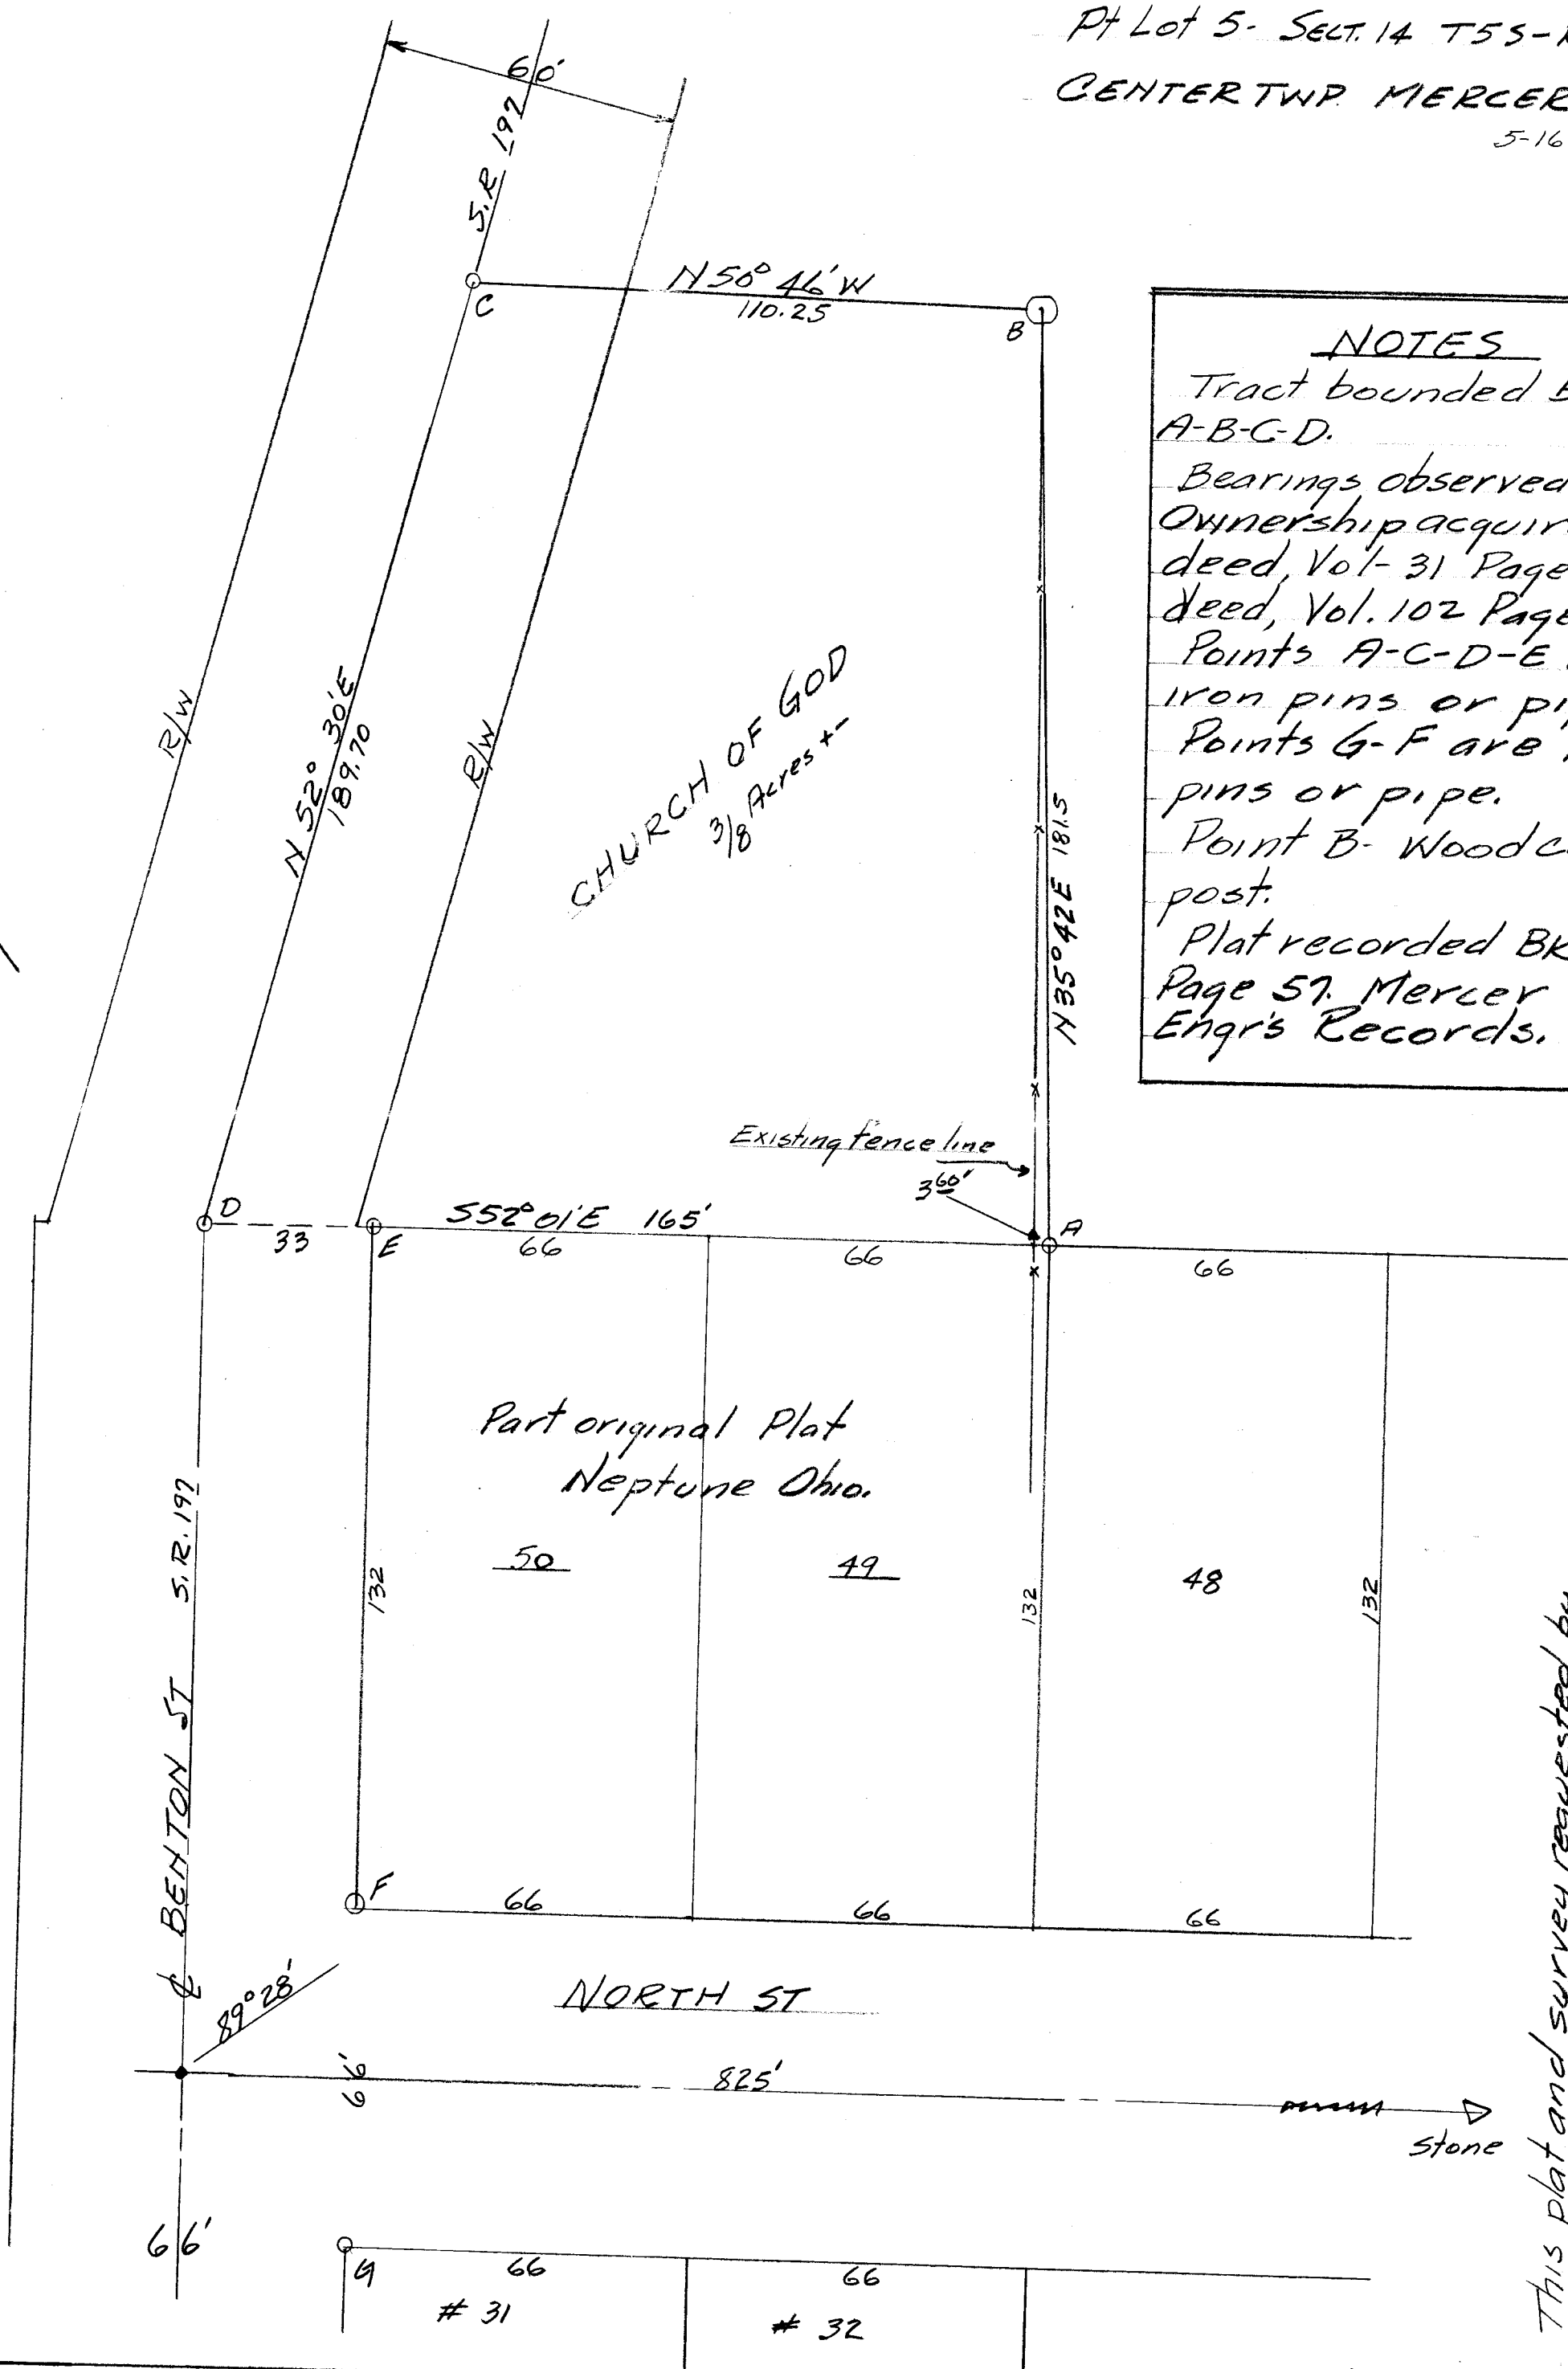 Pt Lot 5- SECT. 14 T5S-
CENTER TWP. MERCER
5-16
60'
S.R 197
N50° 46' W
110.25
C
B
NOTES
Tract bounded
A-B-C-D.
Bearings observed
Ownership acquir
deed, Vol- 31 Page
deed, Vol. 102 Page
Points A-C-D-E
iron pins or pi
Points G-F are
pins or pipe.
Point B- Wood c
post.
Plat recorded BK
Page 57. Mercer
Engr's Records.
R/W
N 52° 30' E
189.70
R/W
CHURCH OF GOD
3/8 Acres +-
N35° 42 E 181.5
Existing fence line
3 60'
D
33
E
S52° 01' E 165'
66
66
A
66
Part original Plat
Neptune Ohio.
50
49
48
132
132
132
BENTON ST S.R. 197
F
66
66
66
89° 28'
NORTH ST
66'
825'
Stone
66'
G
66
66
# 31
# 32
This plat and survey requested by